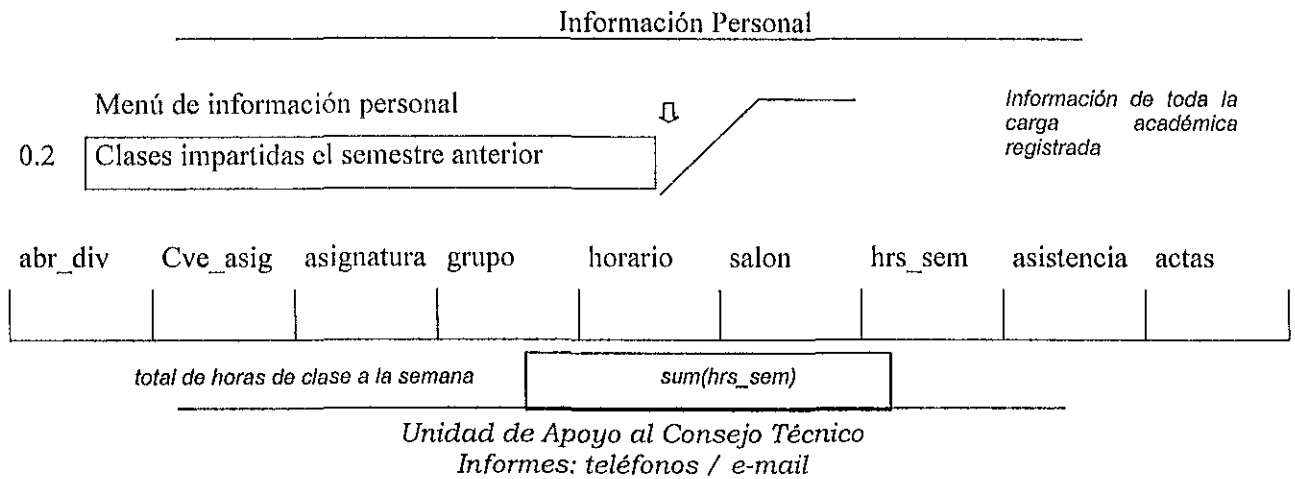 Información Personal
Menú de información personal
Información de toda la
carga académica
registrada
0.2 Clases impartidas el semestre anterior
abr_div Cve_asig asignatura grupo horario salon hrs_sem asistencia actas
total de horas de clase a la semana sum(hrs_sem)
Unidad de Apoyo al Consejo Técnico
Informes: teléfonos / e-mail